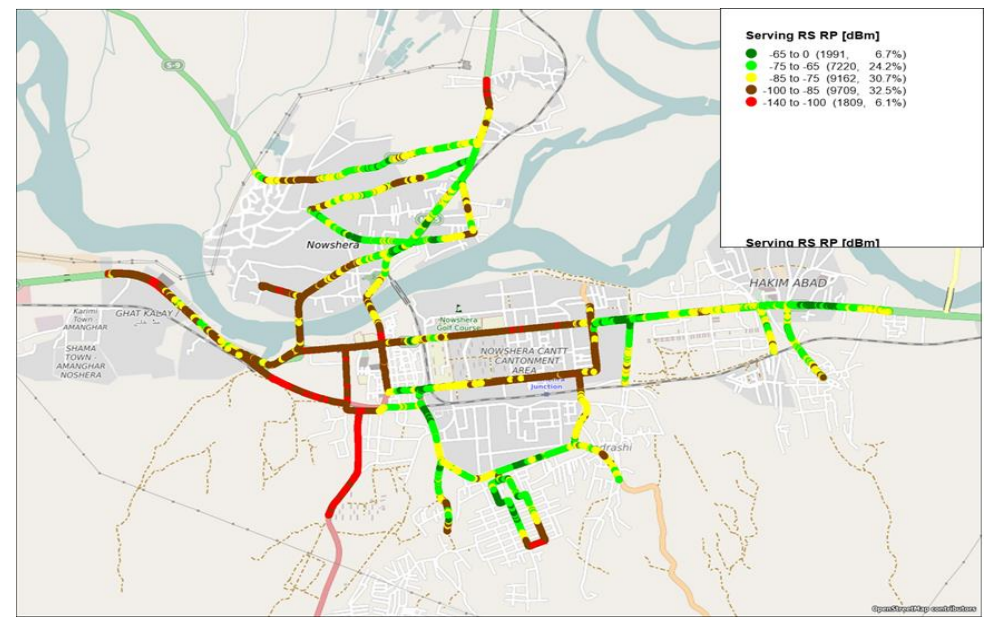 Serving RS RP [dBm]
-65 to 0 (1991, 6.7%)
-75 to -65 (7220, 24.2%)
-85 to -75 (9162, 30.7%)
-100 to -85 (9709, 32.5%)
-140 to -100 (1809, 6.1%)
Serving RS RP [dBm]
S-9
Nowshera
HAKIM ABAD
Karimi
Town
AMANGHAR
GHAT KALAY
SHAMA
TOWN -
AMANGHAR
NOSHERA
Nowshera
Golf Course
NOWSHERA CANTT
CANTONMENT
AREA
Junction
drashi
OpenStreetMap contributors